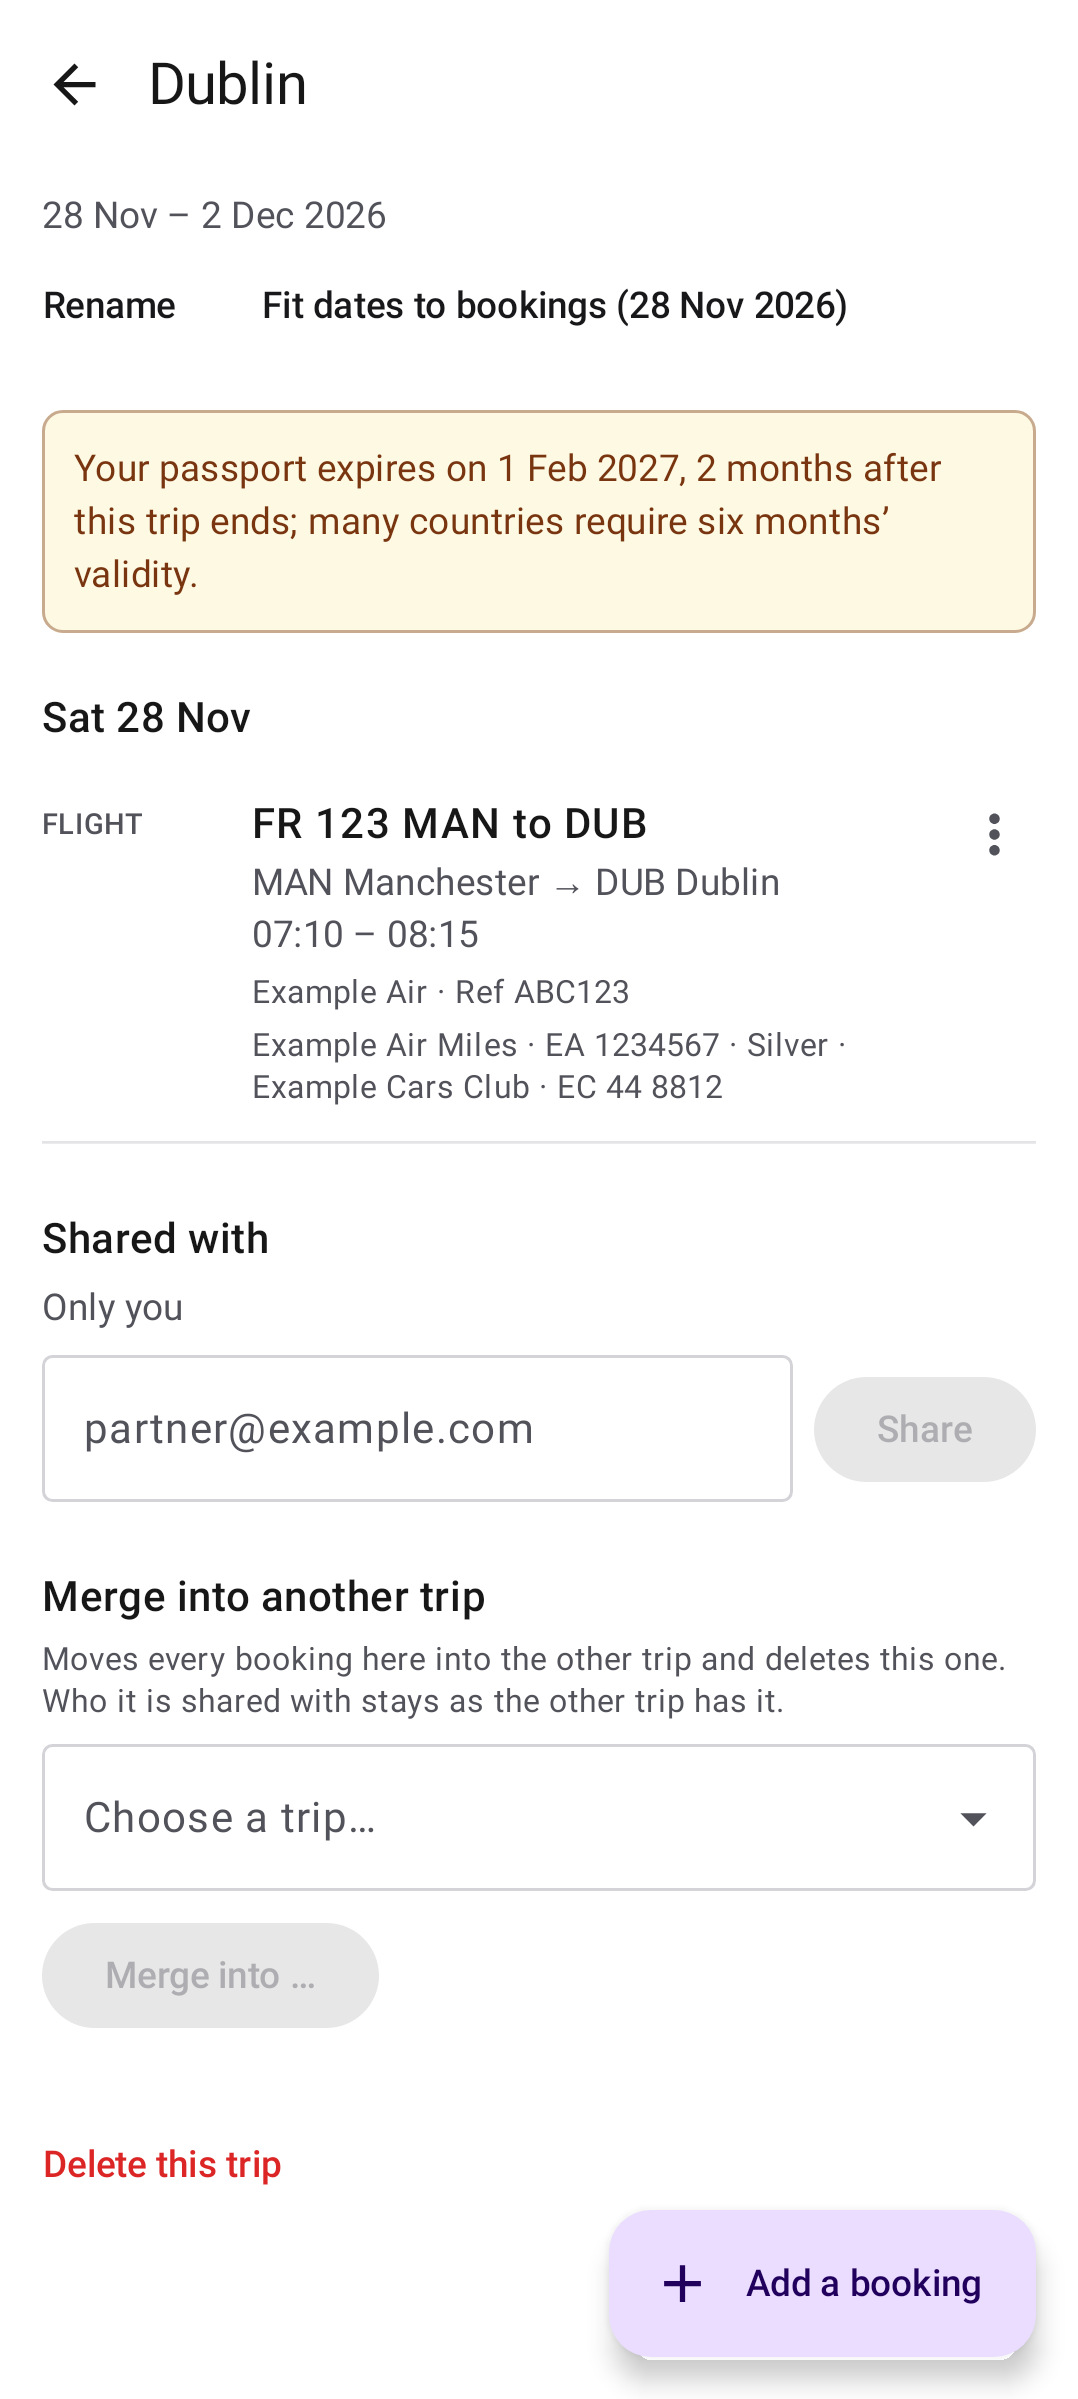 Dublin
28 Nov – 2 Dec 2026
Rename
Fit dates to bookings (28 Nov 2026)
Your passport expires on 1 Feb 2027, 2 months after
this trip ends; many countries require six months’
validity.
Sat 28 Nov
FLIGHT
FR 123 MAN to DUB
MAN Manchester → DUB Dublin
07:10 – 08:15
Example Air · Ref ABC123
Example Air Miles · EA 1234567 · Silver ·
Example Cars Club · EC 44 8812
Shared with
Only you
partner@example.com
Share
Merge into another trip
Moves every booking here into the other trip and deletes this one.
Who it is shared with stays as the other trip has it.
Choose a trip…
Merge into …
Delete this trip
Add a booking